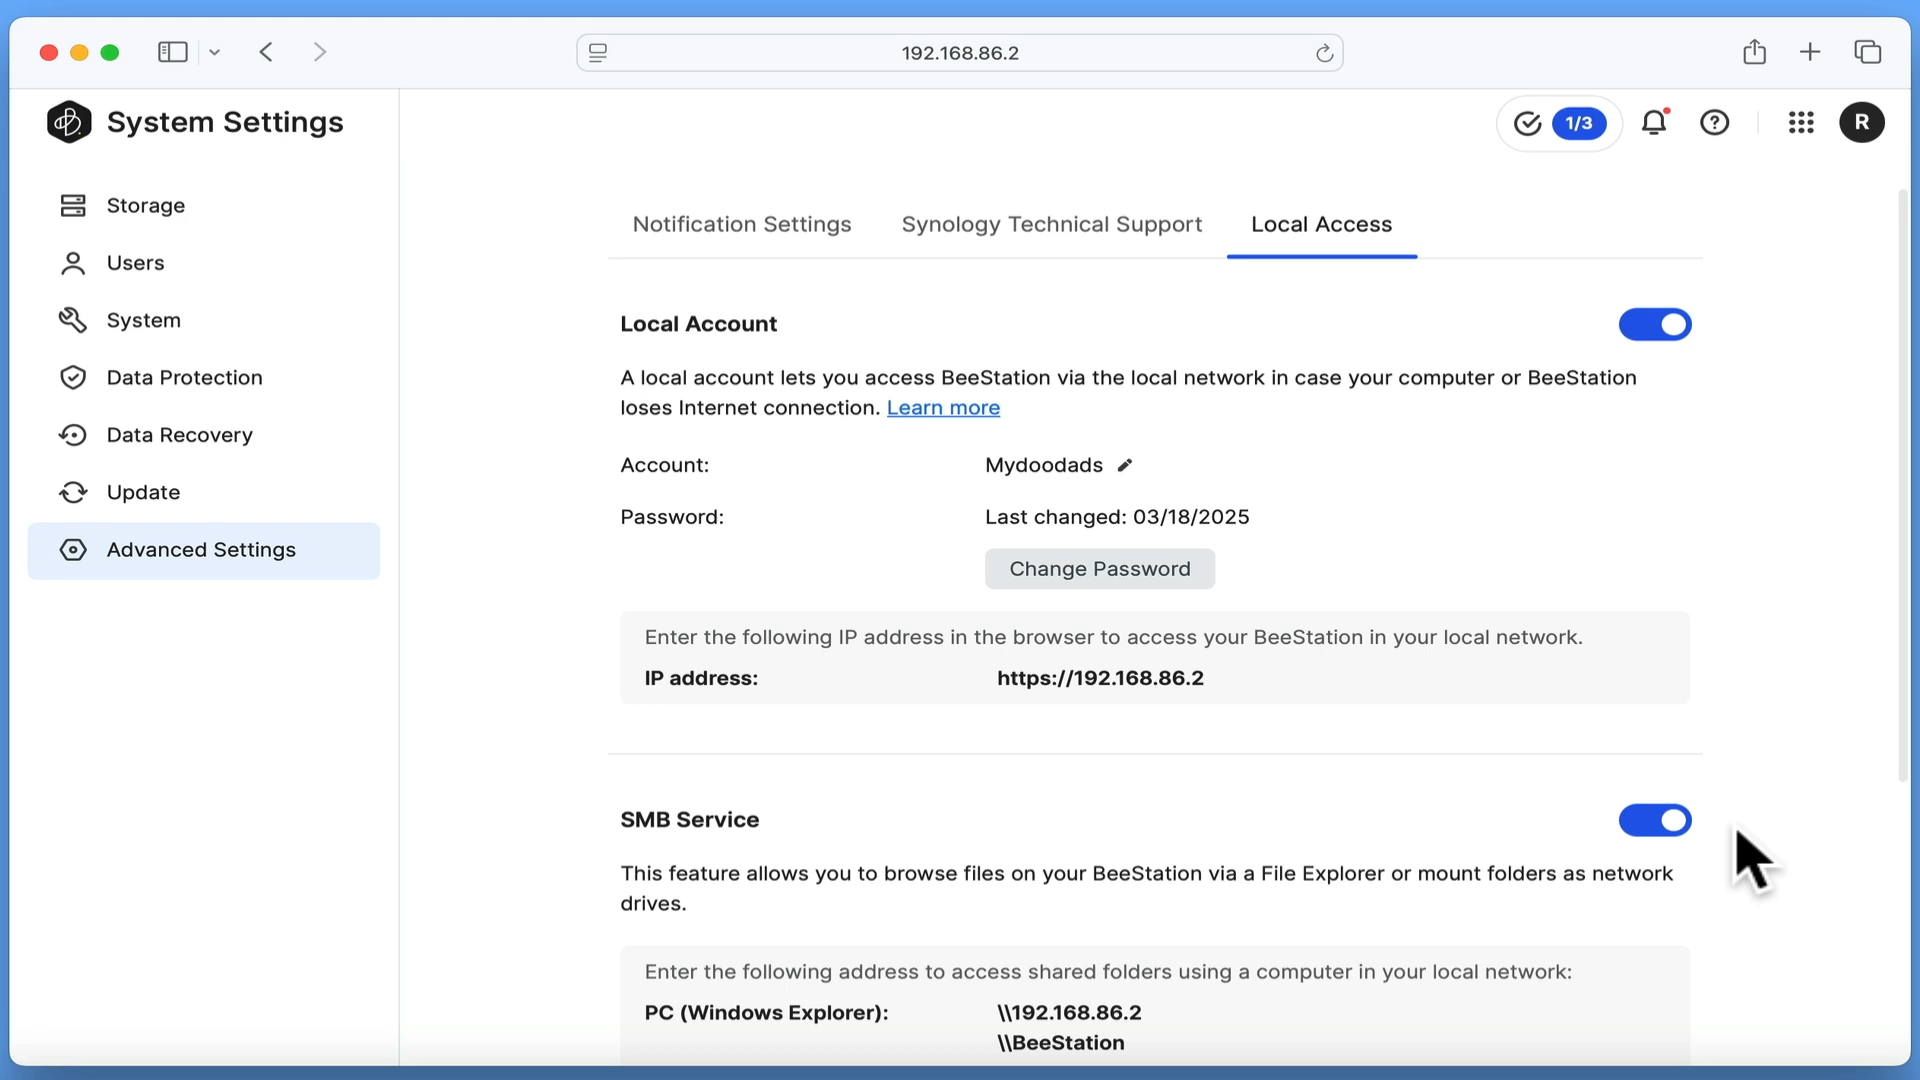 192.168.86.2
System Settings
1/3
R
Storage
Users
System
Data Protection
Data Recovery
Update
Advanced Settings
Notification Settings
Synology Technical Support
Local Access
Local Account
A local account lets you access BeeStation via the local network in case your computer or BeeStation
loses Internet connection. Learn more
Account: Mydoodads
Password: Last changed: 03/18/2025
Change Password
Enter the following IP address in the browser to access your BeeStation in your local network.
IP address: https://192.168.86.2
SMB Service
This feature allows you to browse files on your BeeStation via a File Explorer or mount folders as network
drives.
Enter the following address to access shared folders using a computer in your local network:
PC (Windows Explorer): \\192.168.86.2
\\BeeStation